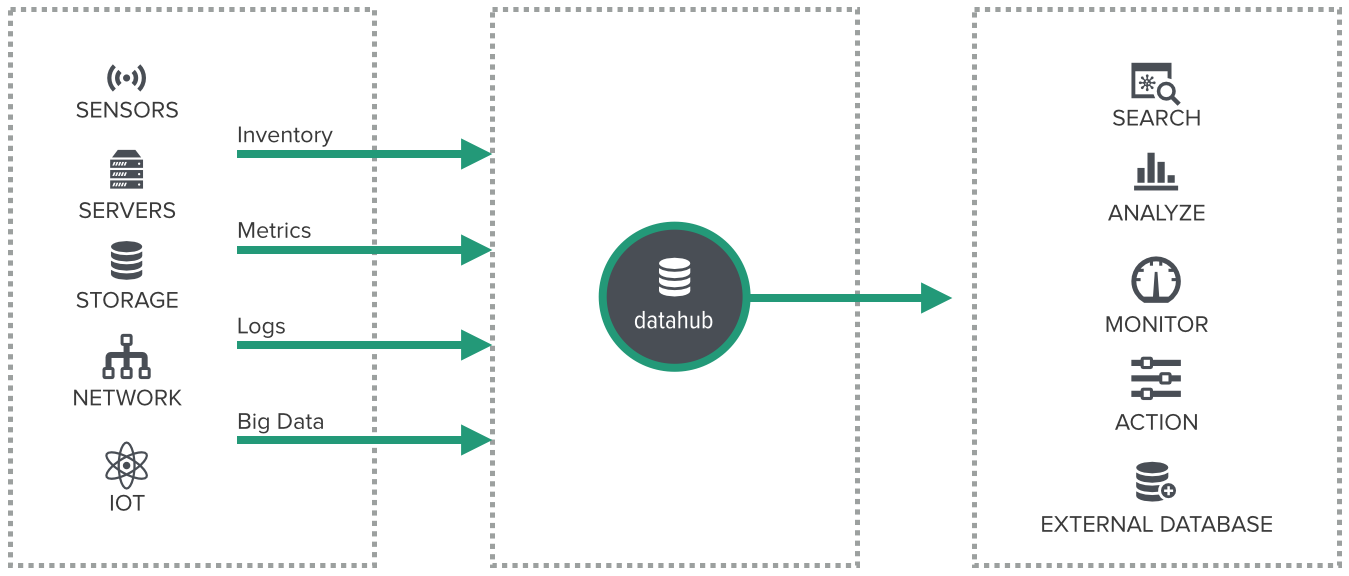 SENSORS
SERVERS
STORAGE
NETWORK
IOT
Inventory
Metrics
Logs
Big Data
datahub
SEARCH
ANALYZE
MONITOR
ACTION
EXTERNAL DATABASE